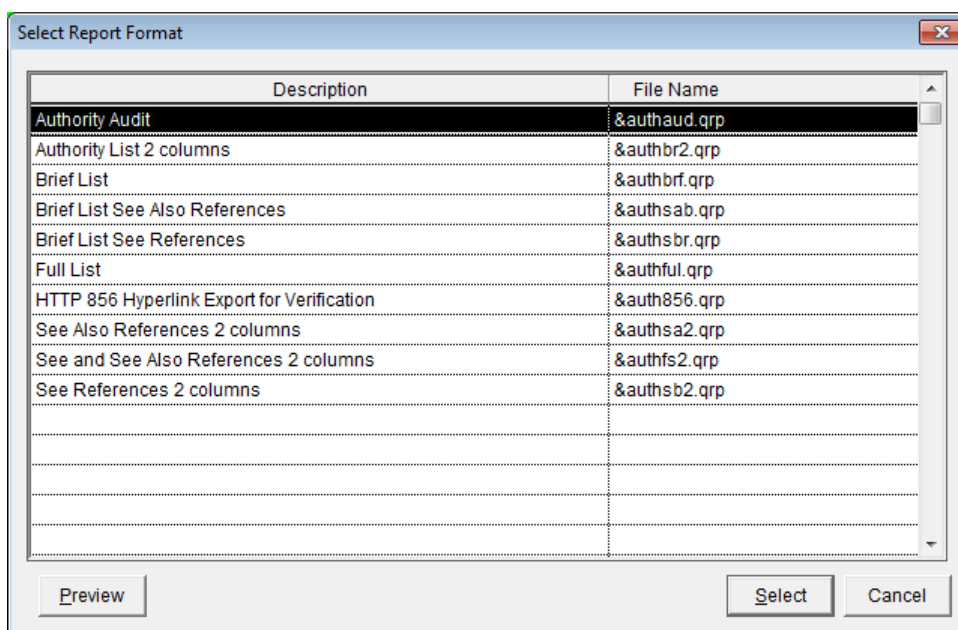 Select Report Format
Description File Name
Authority Audit &authaud.qrp
Authority List 2 columns &authbr2.qrp
Brief List &authbrf.qrp
Brief List See Also References &authsab.qrp
Brief List See References &authsbr.qrp
Full List &authful.qrp
HTTP 856 Hyperlink Export for Verification &auth856.qrp
See Also References 2 columns &authsa2.qrp
See and See Also References 2 columns &authfs2.qrp
See References 2 columns &authsb2.qrp
Preview Select Cancel